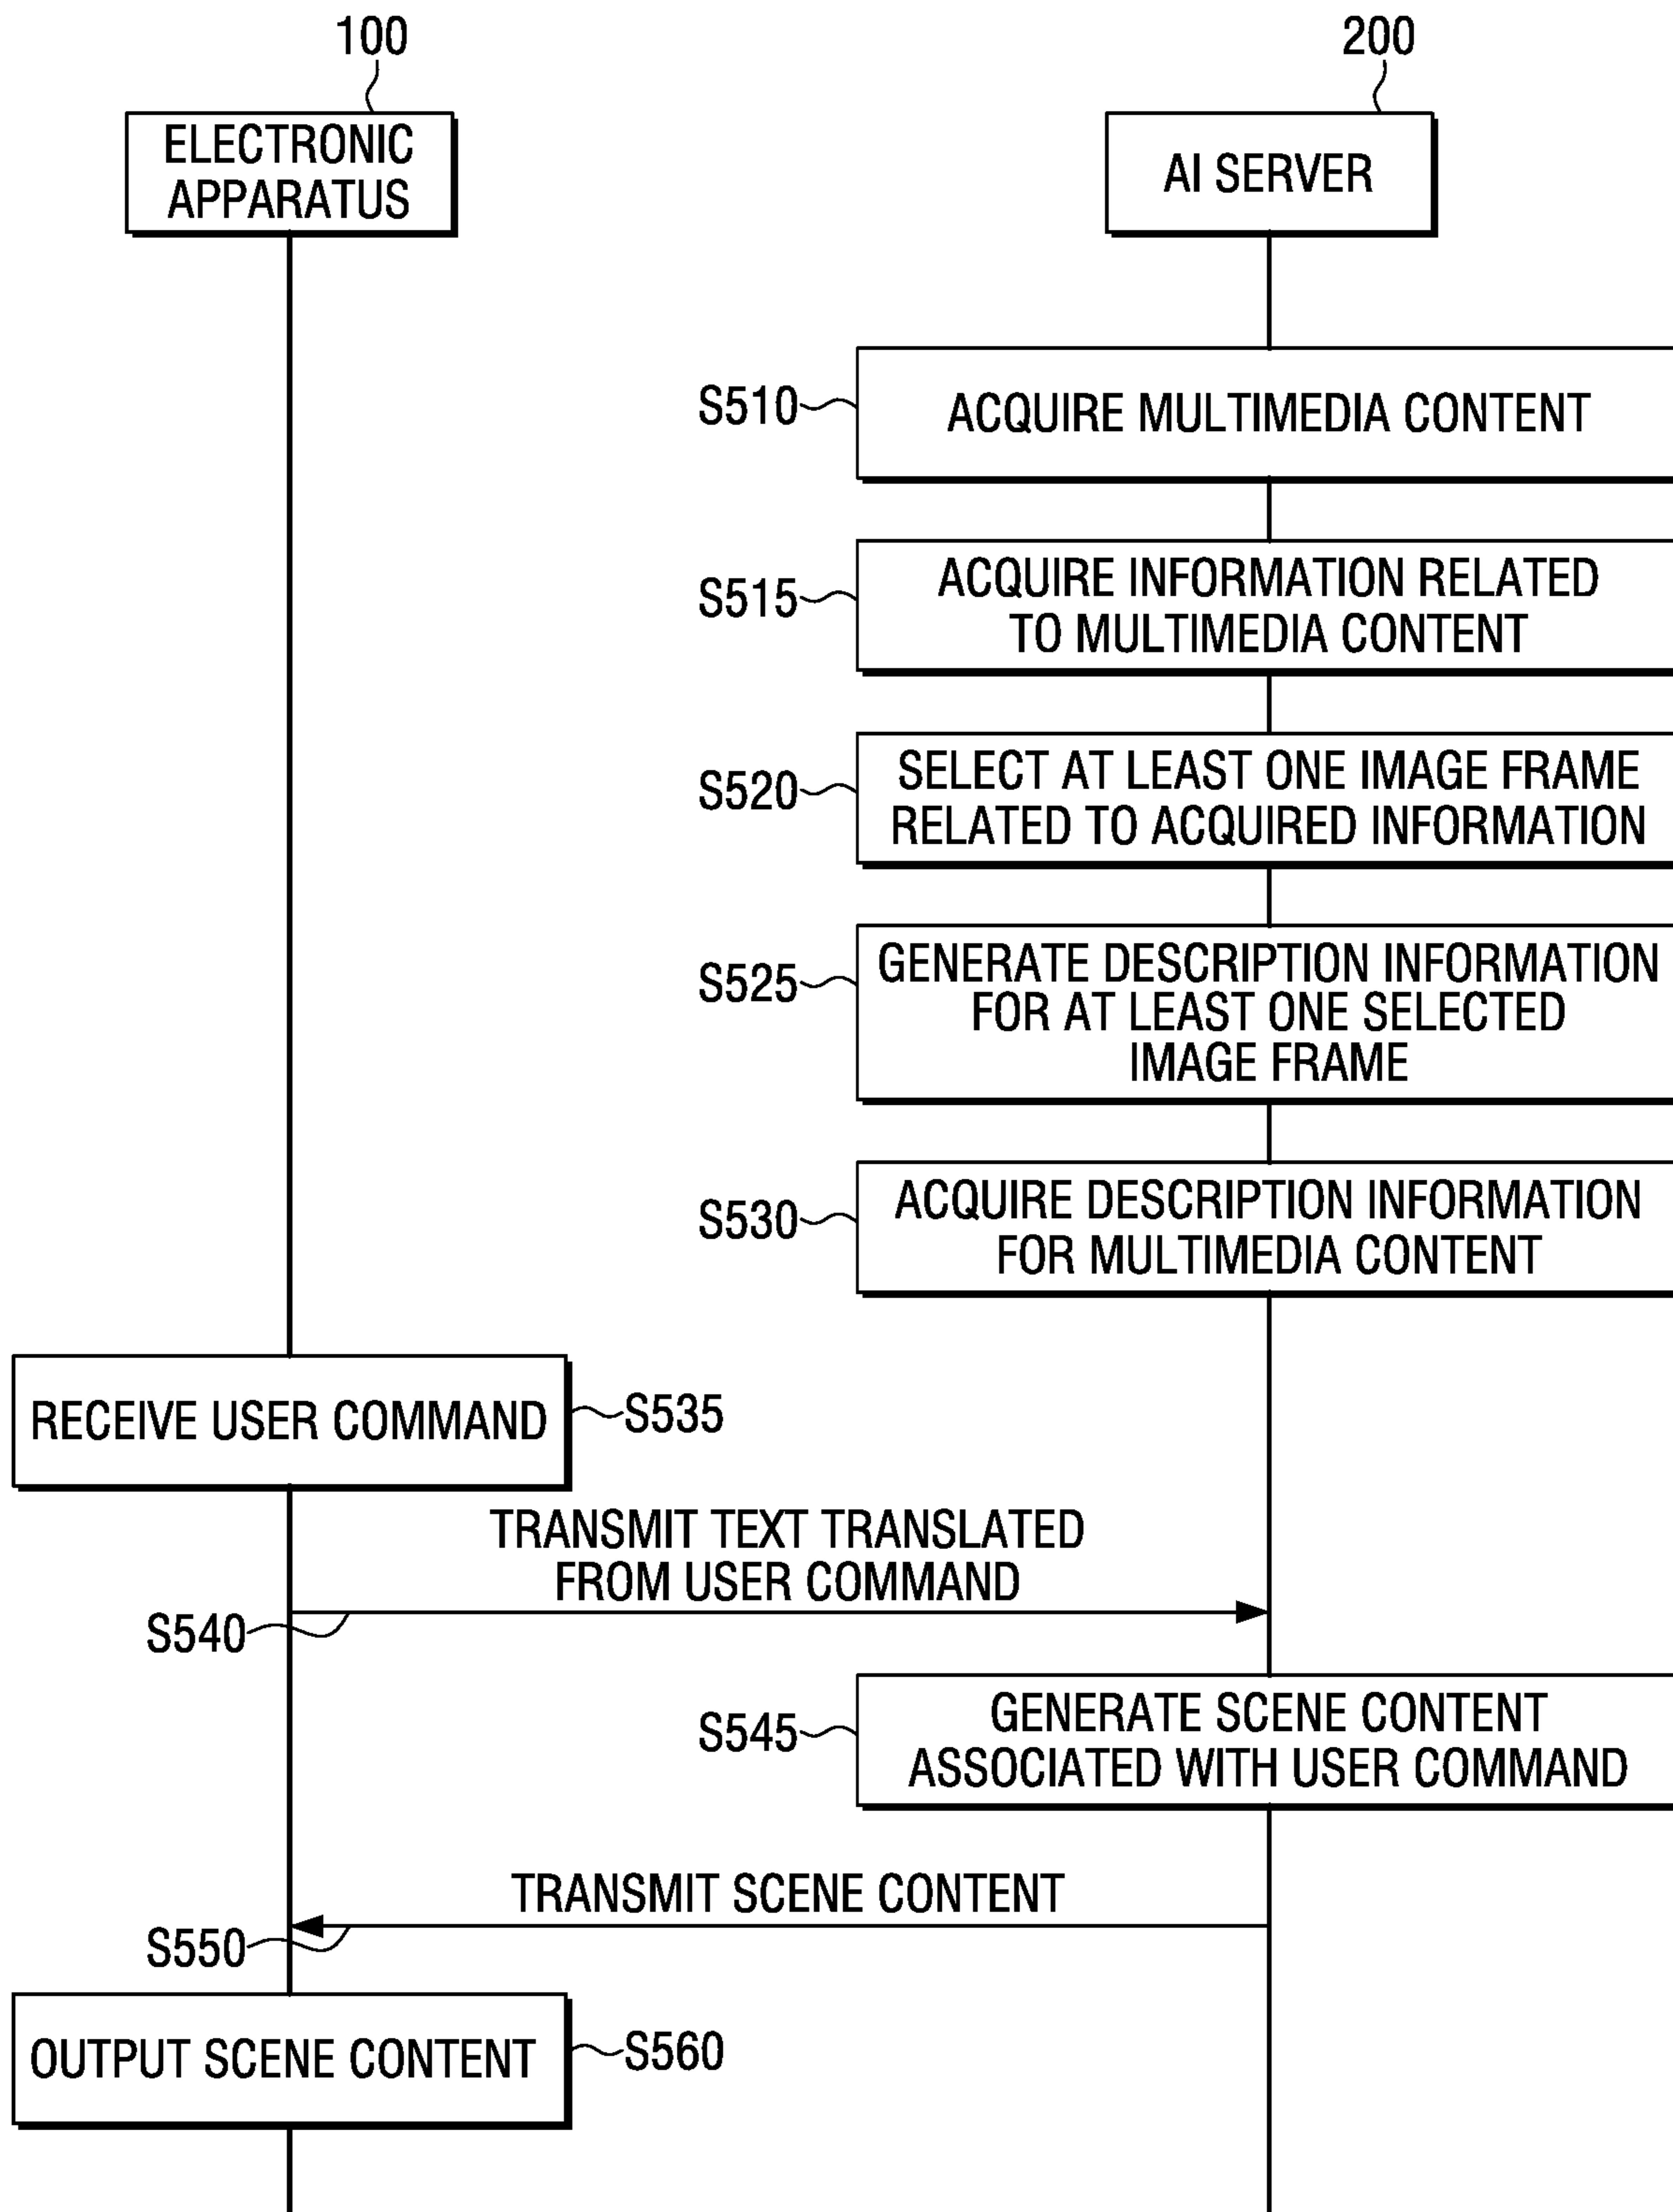 100
200
ELECTRONIC
APPARATUS
AI SERVER
S510
ACQUIRE MULTIMEDIA CONTENT
S515
ACQUIRE INFORMATION RELATED
TO MULTIMEDIA CONTENT
S520
SELECT AT LEAST ONE IMAGE FRAME
RELATED TO ACQUIRED INFORMATION
S525
GENERATE DESCRIPTION INFORMATION
FOR AT LEAST ONE SELECTED
IMAGE FRAME
S530
ACQUIRE DESCRIPTION INFORMATION
FOR MULTIMEDIA CONTENT
RECEIVE USER COMMAND
S535
TRANSMIT TEXT TRANSLATED
FROM USER COMMAND
S540
S545
GENERATE SCENE CONTENT
ASSOCIATED WITH USER COMMAND
TRANSMIT SCENE CONTENT
S550
OUTPUT SCENE CONTENT
S560